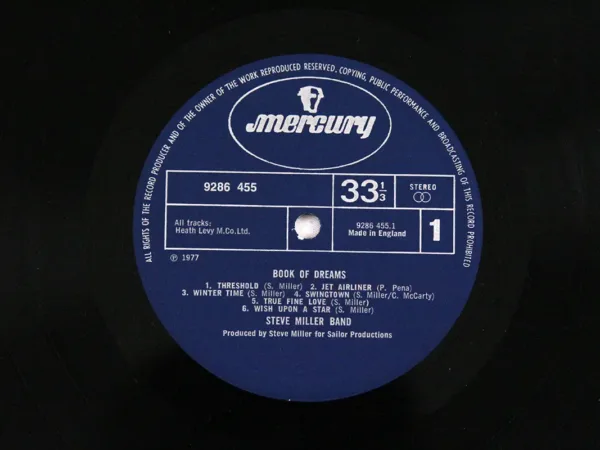 ALL RIGHTS OF THE RECORD PRODUCER AND OF THE OWNER OF THE WORK REPRODUCED RESERVED. COPYING, PUBLIC PERFORMANCE AND BROADCASTING OF THIS RECORD PROHIBITED
mercury
9286 455
33 1/3
STEREO
All tracks:
Heath Levy M.Co.Ltd.
9286 455.1
Made in England
1
℗ 1977
BOOK OF DREAMS
1. THRESHOLD (S. Miller) 2. JET AIRLINER (P. Pena)
3. WINTER TIME (S. Miller) 4. SWINGTOWN (S. Miller/C. McCarty)
5. TRUE FINE LOVE (S. Miller)
6. WISH UPON A STAR (S. Miller)
STEVE MILLER BAND
Produced by Steve Miller for Sailor Productions